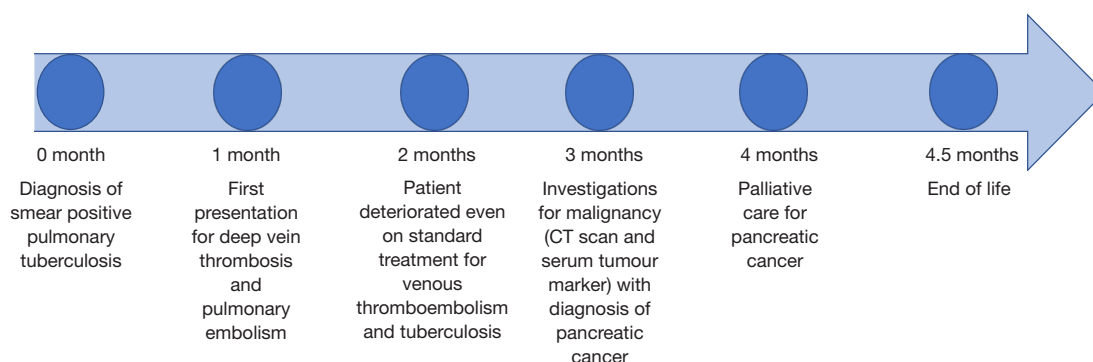 0 month
Diagnosis of
smear positive
pulmonary
tuberculosis
1 month
First
presentation
for deep vein
thrombosis
and
pulmonary
embolism
2 months
Patient
deteriorated even
on standard
treatment for
venous
thromboembolism
and tuberculosis
3 months
Investigations
for malignancy
(CT scan and
serum tumour
marker) with
diagnosis of
pancreatic
cancer
4 months
Palliative
care for
pancreatic
cancer
4.5 months
End of life